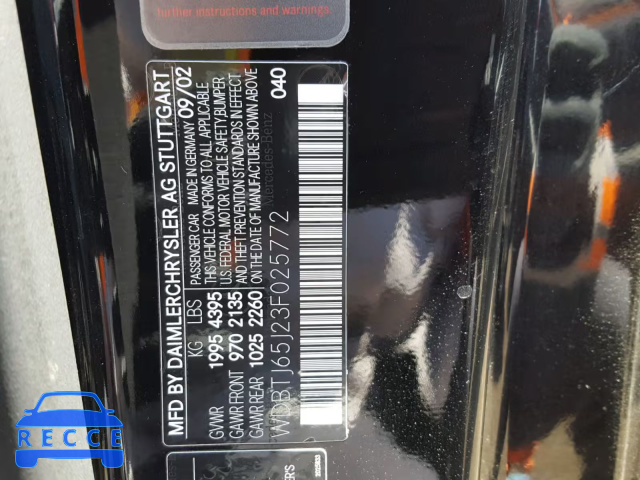 further instructions and warnings.
MFD BY DAIMLERCHRYSLER AG STUTTGART
KG LBS PASSENGER CAR MADE IN GERMANY 09/02
GVWR 1995 4395 THIS VEHICLE CONFORMS TO ALL APPLICABLE
U.S. FEDERAL MOTOR VEHICLE SAFETY/BUMPER
GAWR FRONT 970 2135 AND THEFT PREVENTION STANDARDS IN EFFECT
GAWR REAR 1025 2260 ON THE DATE OF MANUFACTURE SHOWN ABOVE
Mercedes-Benz 040
WDBTJ65J23F025772
RECCE